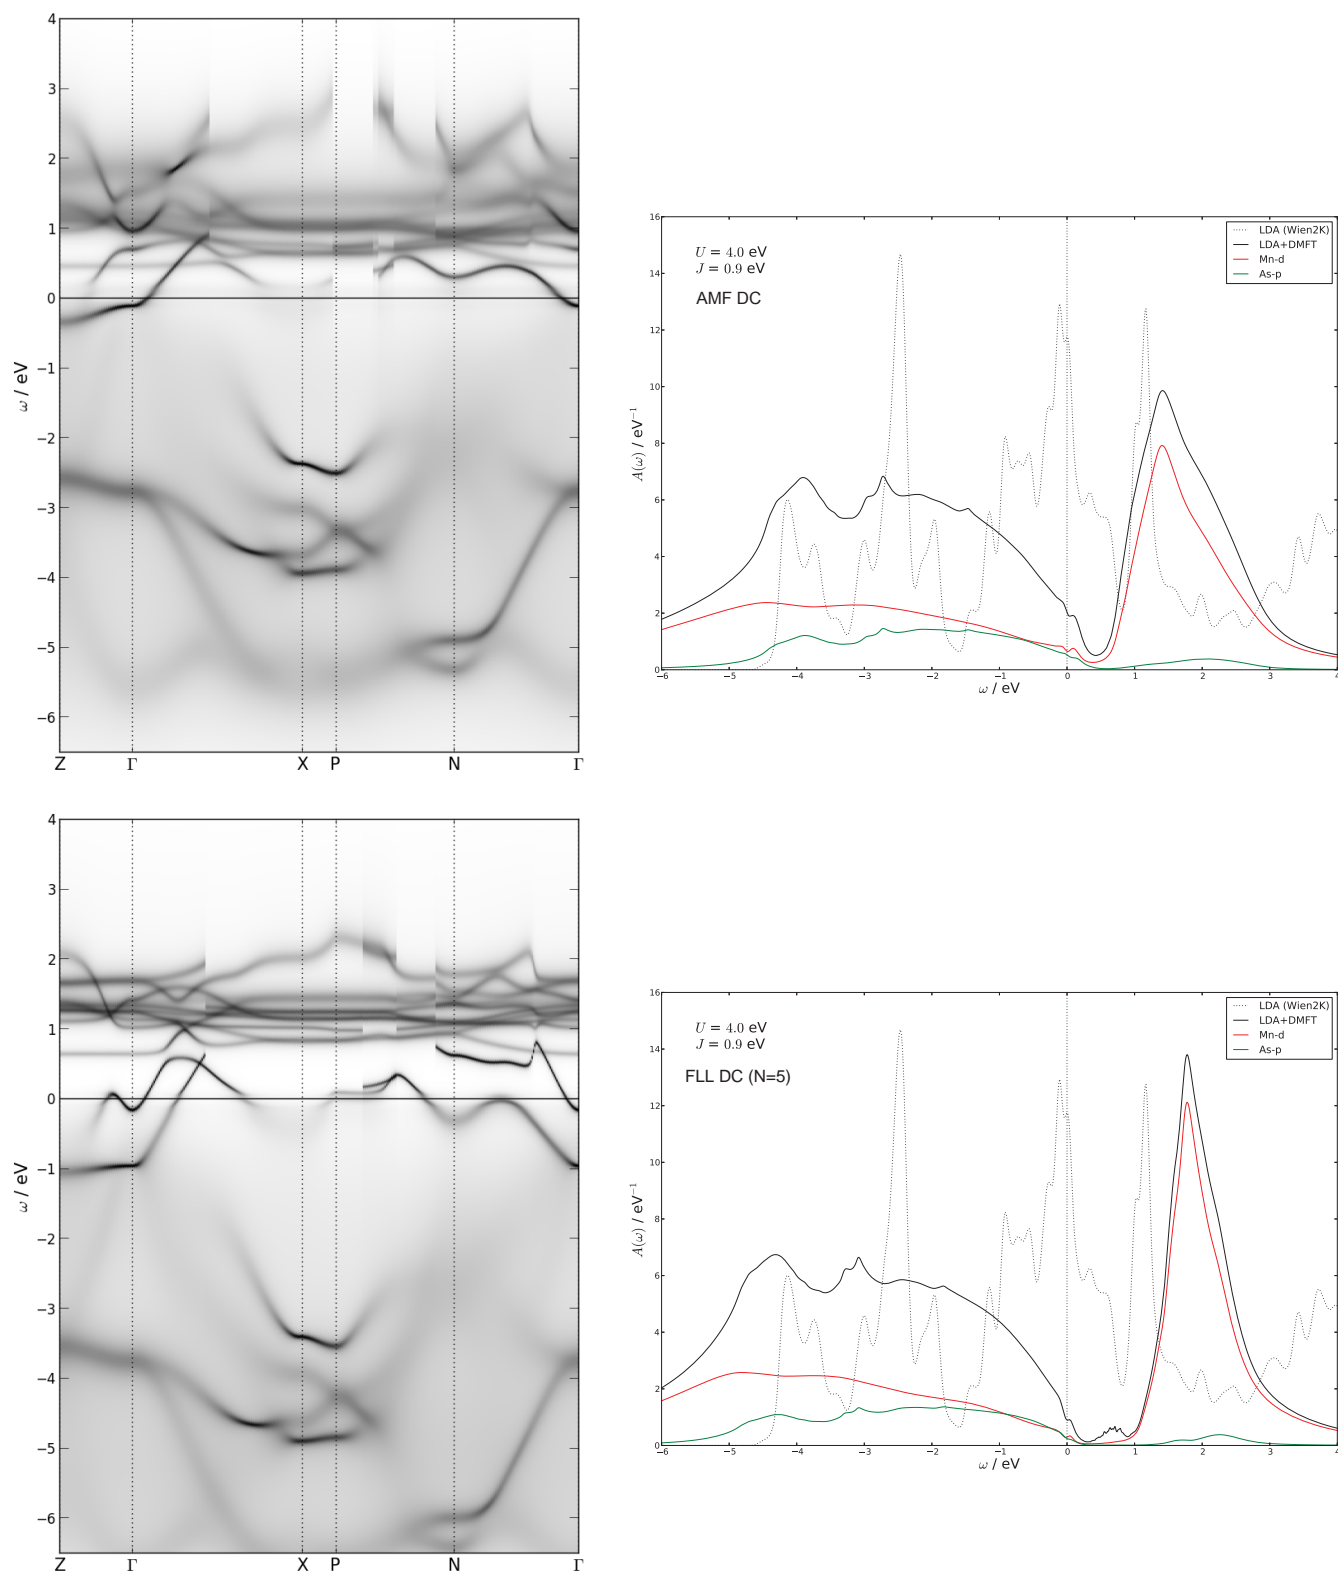 4
3
2
1
0
−1
−2
−3
−4
−5
−6
ω / eV
Z Γ X P N Γ
16
14
12
10
8
6
4
2
0
A(ω) / eV⁻¹
U = 4.0 eV
J = 0.9 eV
AMF DC
LDA (Wien2K)
LDA+DMFT
Mn-d
As-p
−6 −5 −4 −3 −2 −1 0 1 2 3 4
ω / eV
4
3
2
1
0
−1
−2
−3
−4
−5
−6
ω / eV
Z Γ X P N Γ
16
14
12
10
8
6
4
2
0
A(ω) / eV⁻¹
U = 4.0 eV
J = 0.9 eV
FLL DC (N=5)
LDA (Wien2K)
LDA+DMFT
Mn-d
As-p
−6 −5 −4 −3 −2 −1 0 1 2 3 4
ω / eV